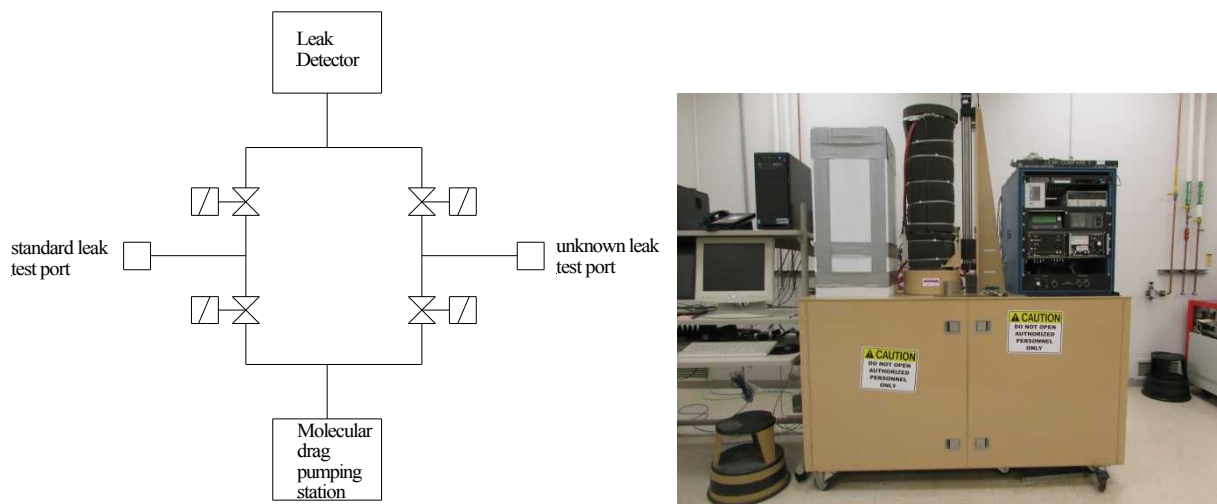 Leak
Detector
standard leak
test port
unknown leak
test port
Molecular
drag
pumping
station
CAUTION
DO NOT OPEN
AUTHORIZED
PERSONNEL
ONLY
CAUTION
DO NOT OPEN
AUTHORIZED
PERSONNEL
ONLY